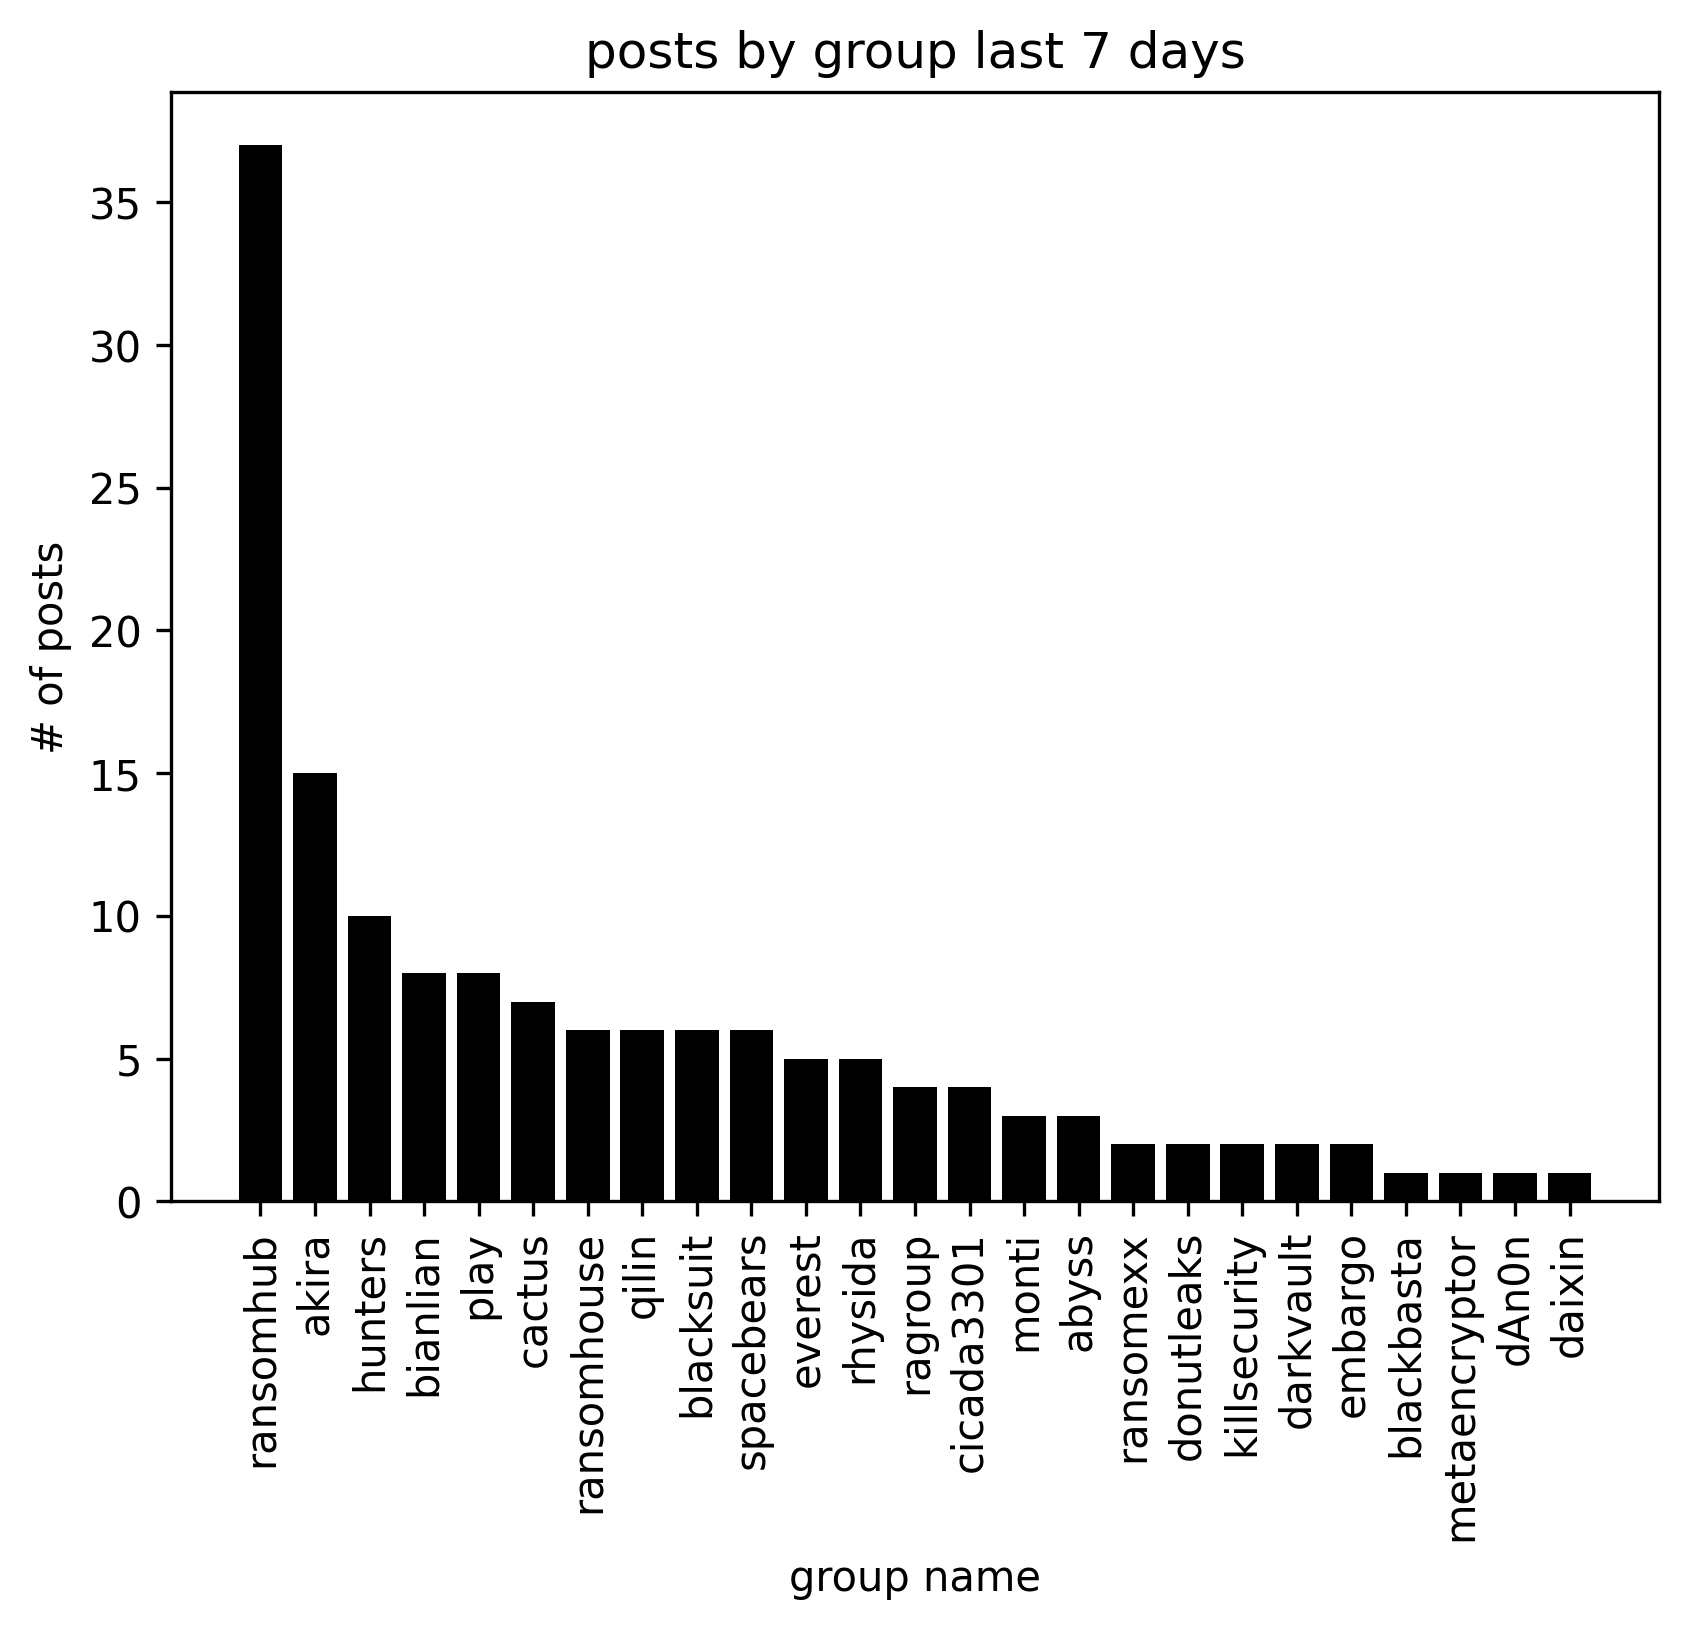 posts by group last 7 days
# of posts
35
30
25
20
15
10
5
0
ransomhub
akira
hunters
bianlian
play
cactus
ransomhouse
qilin
blacksuit
spacebears
everest
rhysida
ragroup
cicada3301
monti
abyss
ransomexx
donutleaks
killsecurity
darkvault
embargo
blackbasta
metaencryptor
dAn0n
daixin
group name